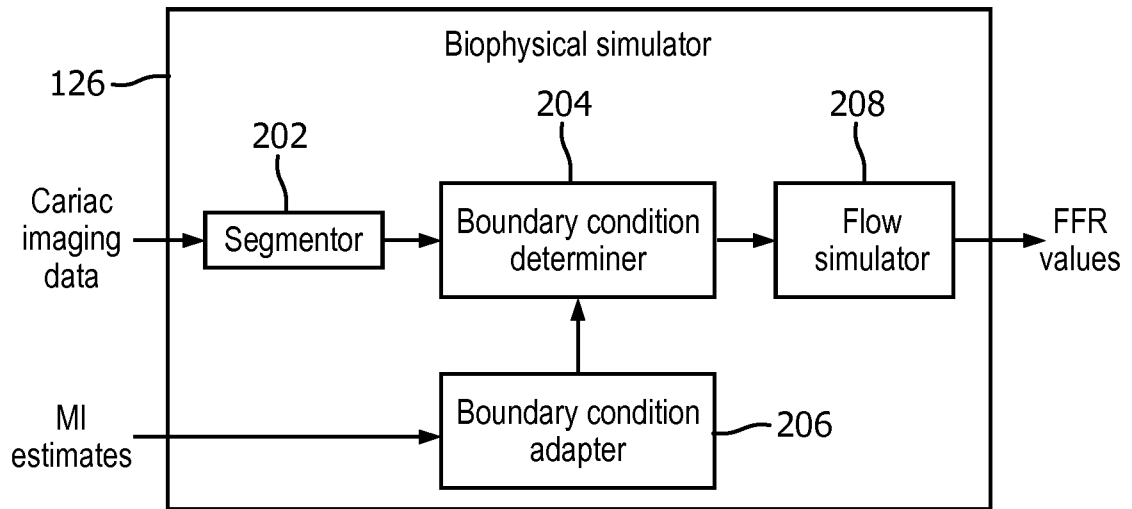 Biophysical simulator
126
204
208
202
Cariac
imaging
data
Segmentor
Boundary condition
determiner
Flow
simulator
FFR
values
MI
estimates
Boundary condition
adapter
206